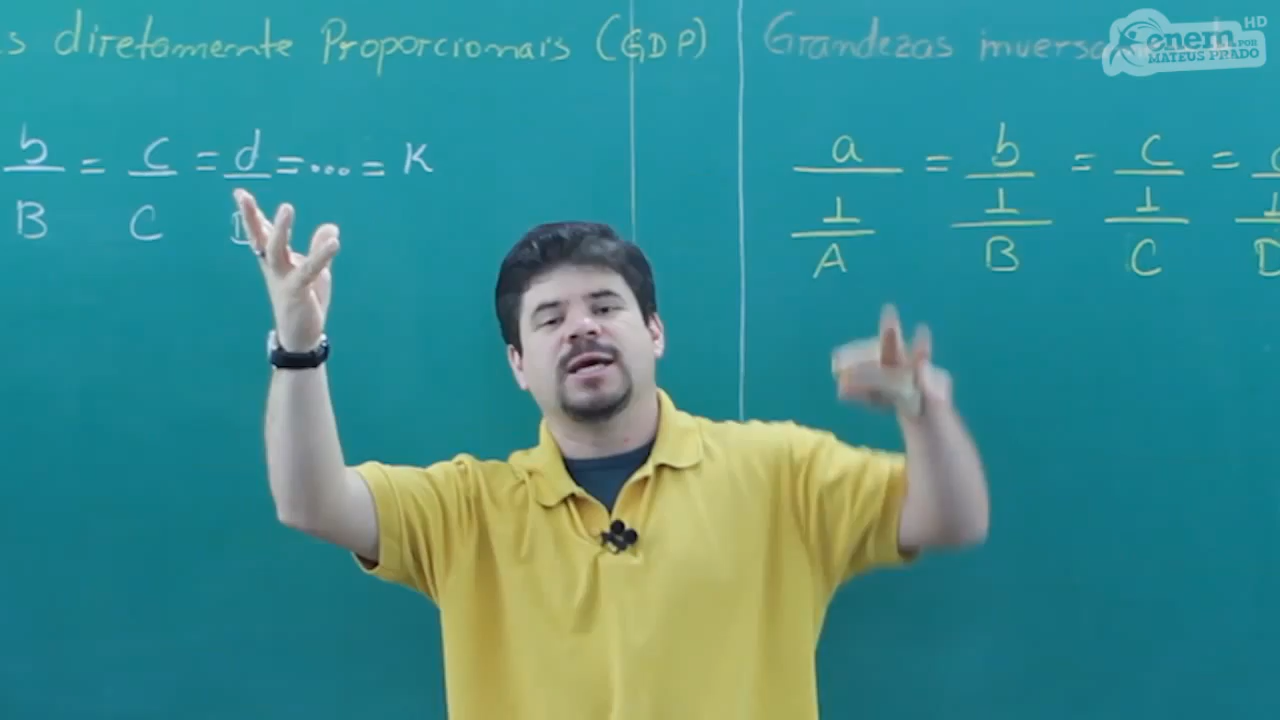 s diretamente Proporcionais (GDP)
b/B = c/C = d/D = ... = K
Grandezas inversa
a/(1/A) = b/(1/B) = c/(1/C) =
enem HD
POR
MATEUS PRADO